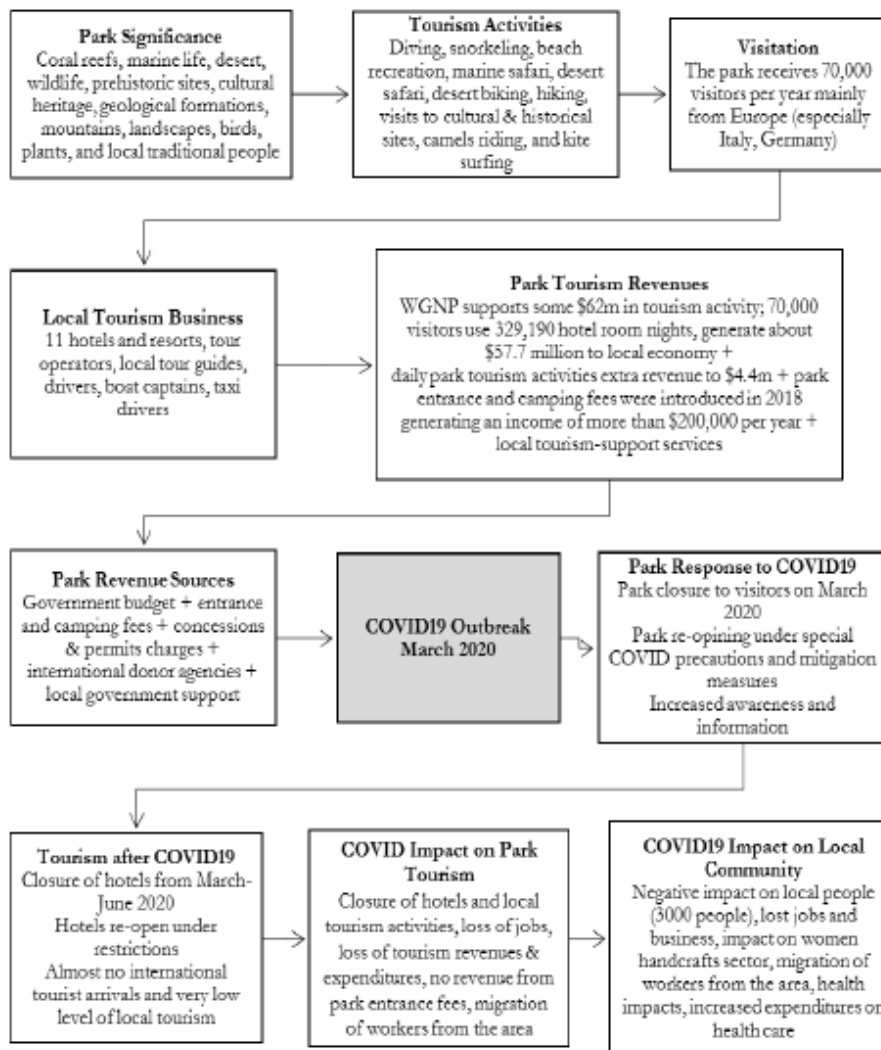 Park Significance
Coral reefs, marine life, desert,
wildlife, prehistoric sites, cultural
heritage, geological formations,
mountains, landscapes, birds,
plants, and local traditional people
Tourism Activities
Diving, snorkeling, beach
recreation, marine safari, desert
safari, desert biking, hiking,
visits to cultural & historical
sites, camels riding, and kite
surfing
Visitation
The park receives 70,000
visitors per year mainly
from Europe (especially
Italy, Germany)
Local Tourism Business
11 hotels and resorts, tour
operators, local tour guides,
drivers, boat captains, taxi
drivers
Park Tourism Revenues
WGNP supports some $62m in tourism activity; 70,000
visitors use 329,190 hotel room nights, generate about
$57.7 million to local economy +
daily park tourism activities extra revenue to $4.4m + park
entrance and camping fees were introduced in 2018
generating an income of more than $200,000 per year +
local tourism-support services
Park Revenue Sources
Government budget + entrance
and camping fees + concessions
& permits charges +
international donor agencies +
local government support
COVID19 Outbreak
March 2020
Park Response to COVID19
Park closure to visitors on March
2020
Park re-opining under special
COVID precautions and mitigation
measures
Increased awareness and
information
Tourism after COVID19
Closure of hotels from March-
June 2020
Hotels re-open under
restrictions
Almost no international
tourist arrivals and very low
level of local tourism
COVID Impact on Park
Tourism
Closure of hotels and local
tourism activities, loss of jobs,
loss of tourism revenues &
expenditures, no revenue from
park entrance fees, migration
of workers from the area
COVID19 Impact on Local
Community
Negative impact on local people
(3000 people), lost jobs and
business, impact on women
handcrafts sector, migration of
workers from the area, health
impacts, increased expenditures on
health care